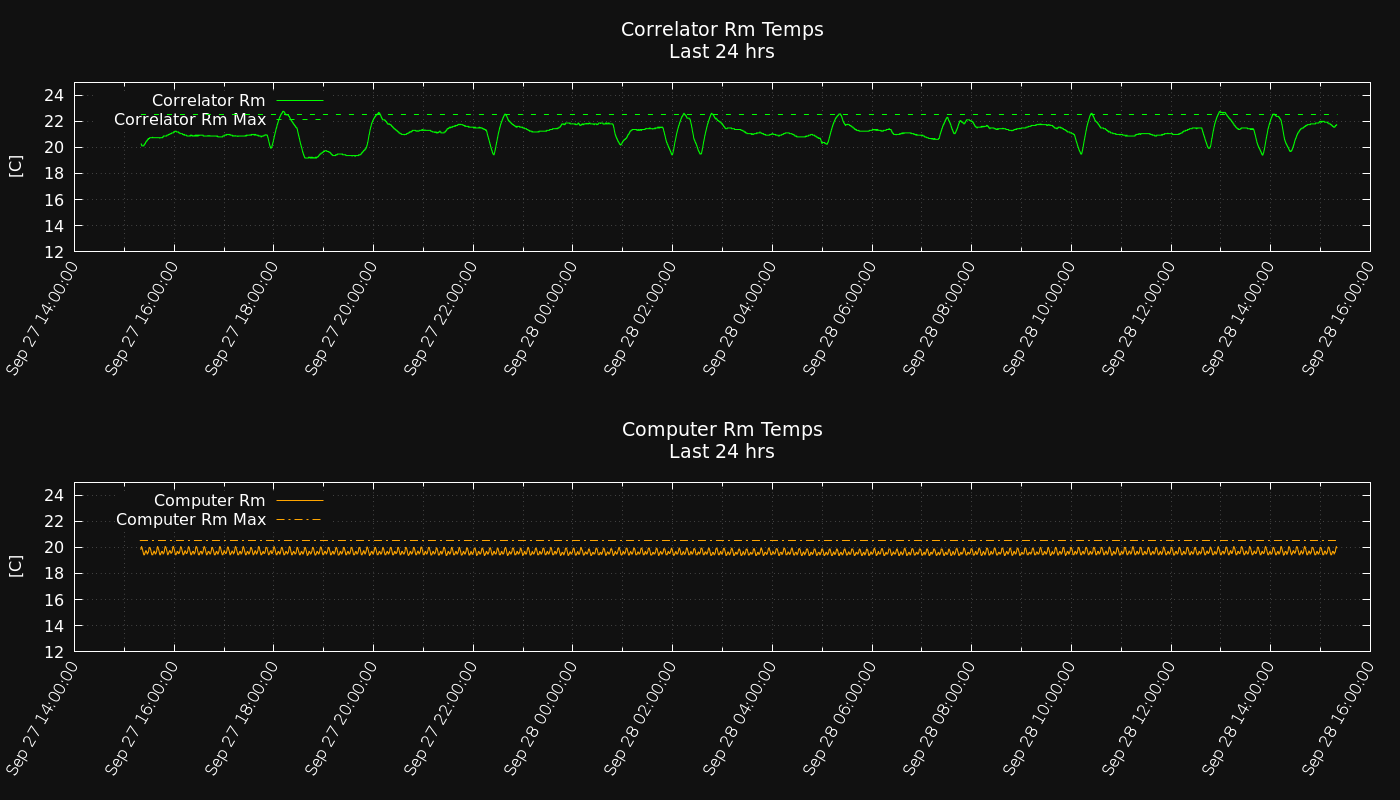 Correlator Rm Temps
Last 24 hrs
Correlator Rm
Correlator Rm Max
24
22
20
18
16
14
12
[C]
Sep 27 14:00:00
Sep 27 16:00:00
Sep 27 18:00:00
Sep 27 20:00:00
Sep 27 22:00:00
Sep 28 00:00:00
Sep 28 02:00:00
Sep 28 04:00:00
Sep 28 06:00:00
Sep 28 08:00:00
Sep 28 10:00:00
Sep 28 12:00:00
Sep 28 14:00:00
Sep 28 16:00:00
Computer Rm Temps
Last 24 hrs
Computer Rm
Computer Rm Max
24
22
20
18
16
14
12
[C]
Sep 27 14:00:00
Sep 27 16:00:00
Sep 27 18:00:00
Sep 27 20:00:00
Sep 27 22:00:00
Sep 28 00:00:00
Sep 28 02:00:00
Sep 28 04:00:00
Sep 28 06:00:00
Sep 28 08:00:00
Sep 28 10:00:00
Sep 28 12:00:00
Sep 28 14:00:00
Sep 28 16:00:00